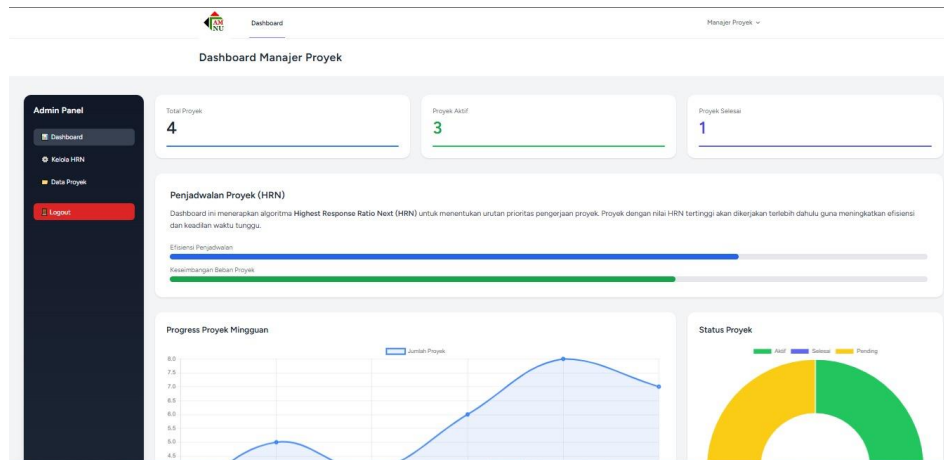 AM
NU
Dashboard
Manajer Proyek
Dashboard Manajer Proyek
Admin Panel
Dashboard
Kelola HRN
Data Proyek
Logout
Total Proyek
4
Proyek Aktif
3
Proyek Selesai
1
Penjadwalan Proyek (HRN)
Dashboard ini menerapkan algoritma Highest Response Ratio Next (HRN) untuk menentukan urutan prioritas pengerjaan proyek. Proyek dengan nilai HRN tertinggi akan dikerjakan terlebih dahulu guna meningkatkan efisiensi
dan keadilan waktu tunggu.
Efisiensi Penjadwalan
Keseimbangan Beban Proyek
Progress Proyek Mingguan
Jumlah Proyek
8.0
7.5
7.0
6.5
6.0
5.5
5.0
4.5
Status Proyek
Aktif Selesai Pending